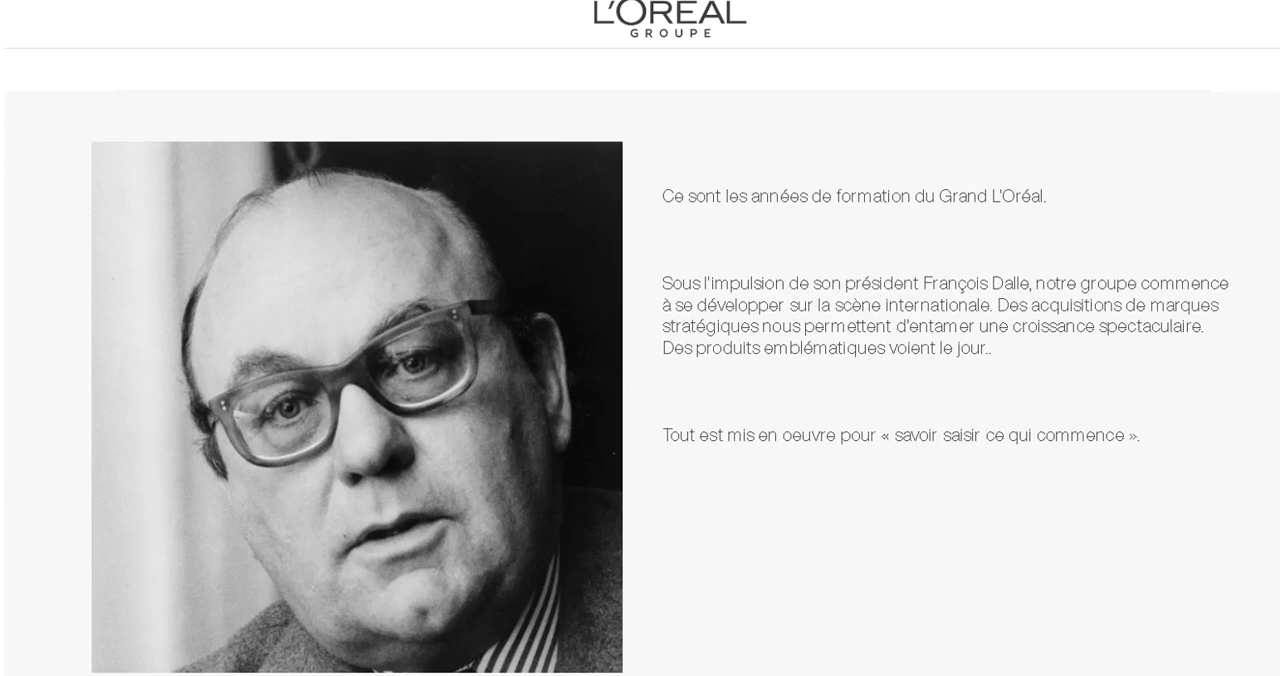 L'ORÉAL
GROUPE
Ce sont les années de formation du Grand L'Oréal.
Sous l'impulsion de son président François Dalle, notre groupe commence
à se développer sur la scène internationale. Des acquisitions de marques
stratégiques nous permettent d'entamer une croissance spectaculaire.
Des produits emblématiques voient le jour..
Tout est mis en oeuvre pour « savoir saisir ce qui commence ».